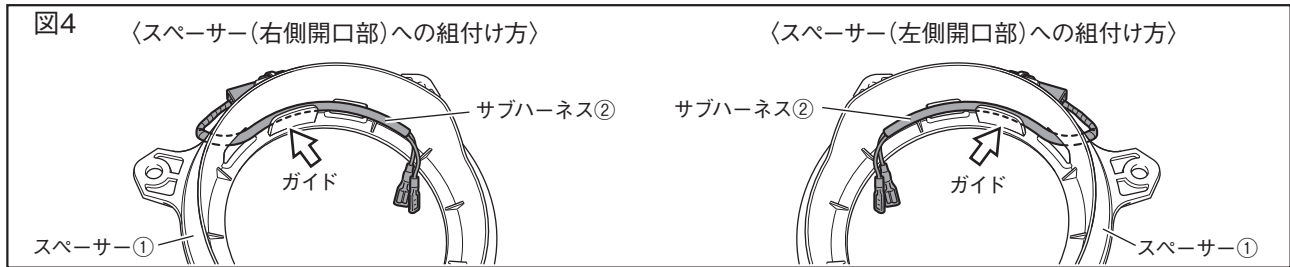 図4
〈スペーサー（右側開口部）への組付け方〉
サブハーネス②
ガイド
スペーサー①
〈スペーサー（左側開口部）への組付け方〉
サブハーネス②
ガイド
スペーサー①